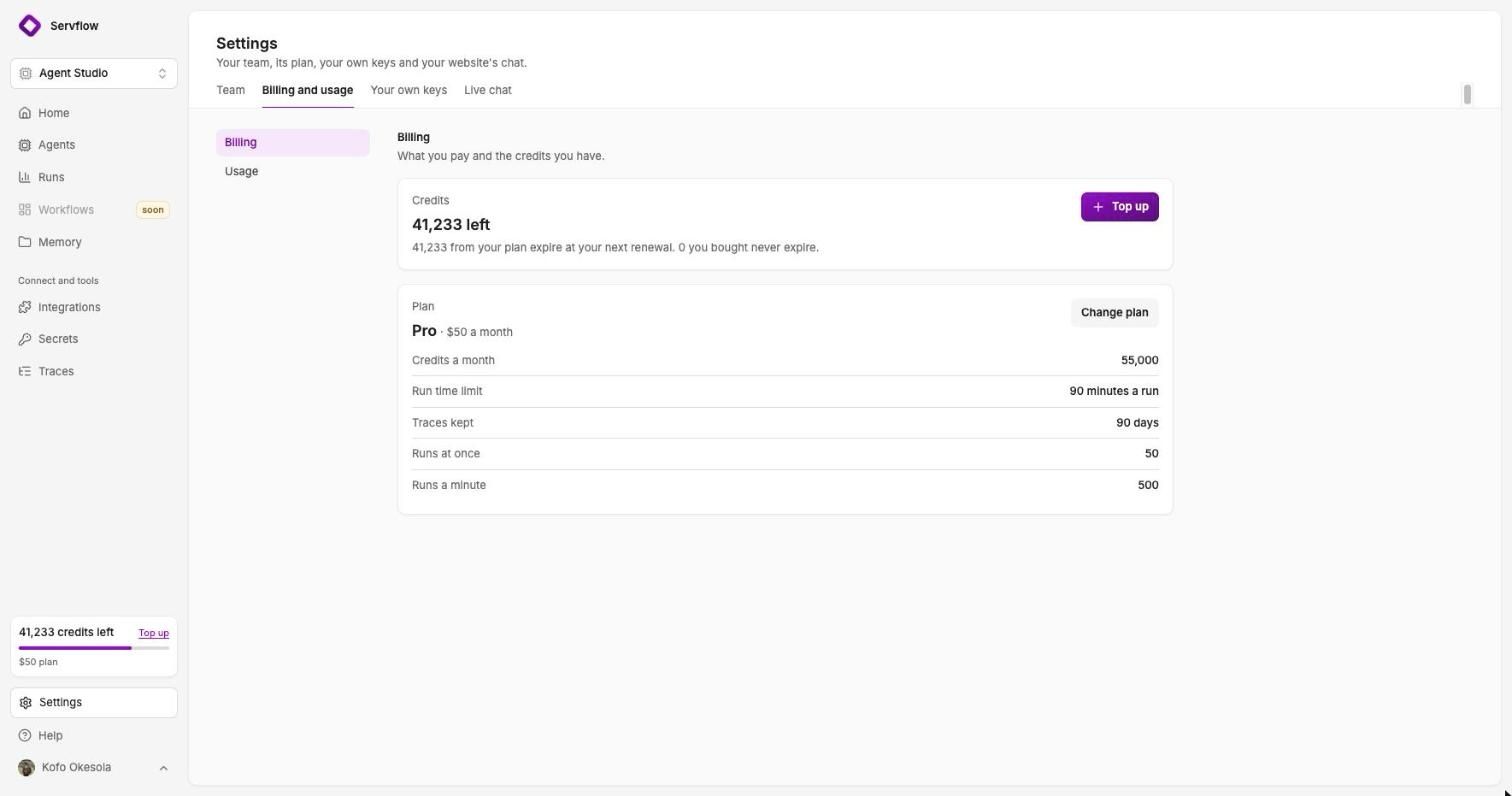 Servflow
Agent Studio
Home
Agents
Runs
Workflows soon
Memory
Connect and tools
Integrations
Secrets
Traces
41,233 credits left Top up
$50 plan
Settings
Help
Kofo Okesola
Settings
Your team, its plan, your own keys and your website's chat.
Team Billing and usage Your own keys Live chat
Billing
Usage
Billing
What you pay and the credits you have.
Credits
41,233 left
41,233 from your plan expire at your next renewal. 0 you bought never expire.
+ Top up
Plan
Pro · $50 a month
Change plan
Credits a month 55,000
Run time limit 90 minutes a run
Traces kept 90 days
Runs at once 50
Runs a minute 500